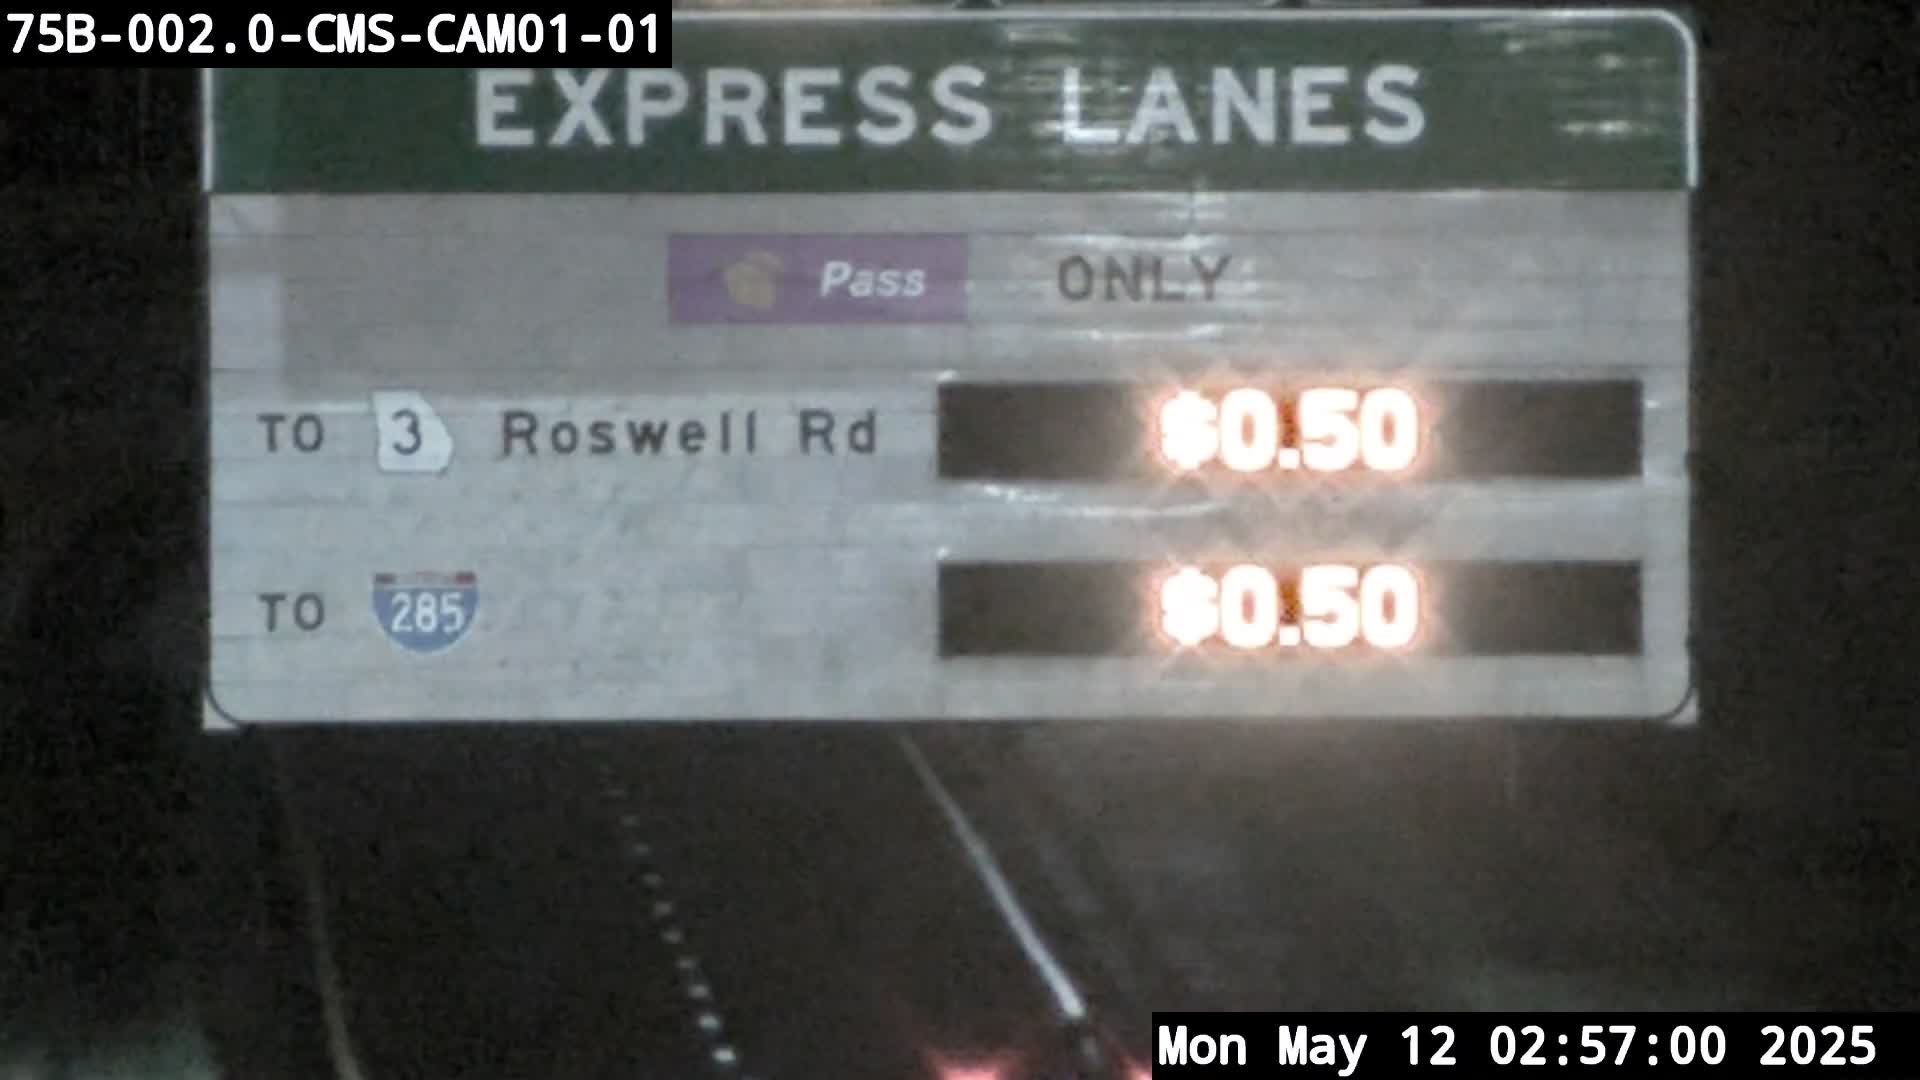 75B-002.0-CMS-CAM01-01
EXPRESS LANES
Pass ONLY
TO 3 Roswell Rd $0.50
TO 285 $0.50
Mon May 12 02:57:00 2025